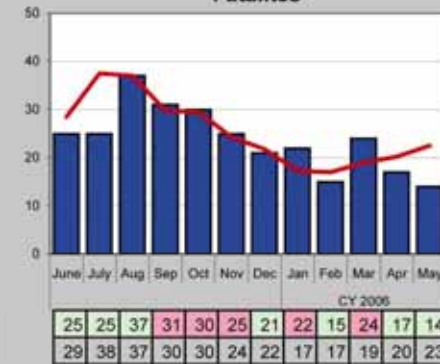 50
40
30
20
10
0
June July Aug Sep Oct Nov Dec Jan Feb Mar Apr May
CY 2006
25 25 37 31 30 25 21 22 15 24 17 14
29 38 37 30 30 24 22 17 17 19 20 23